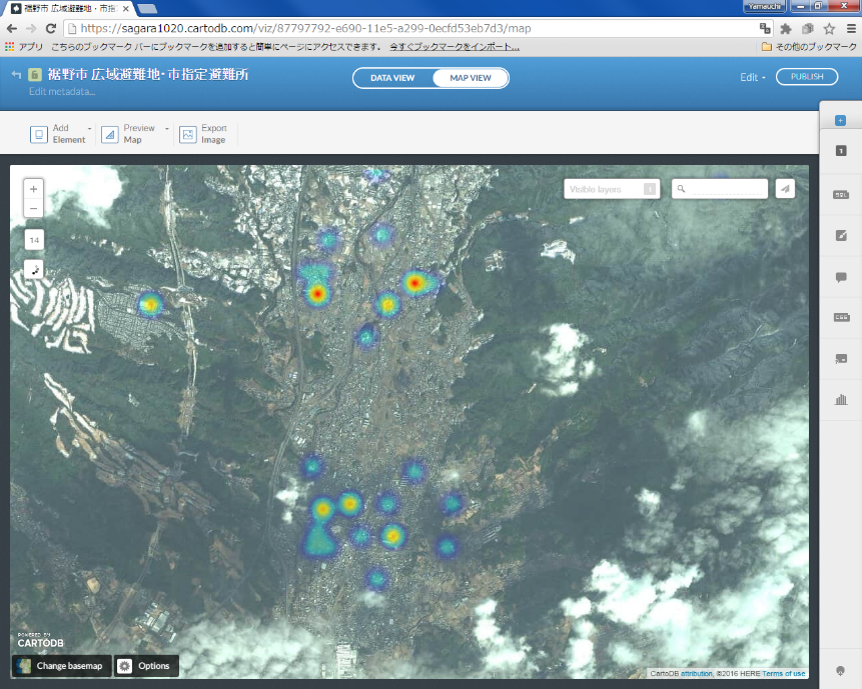 裾野市 広域避難地・市指定
Yamauchi
https://sagara1020.cartodb.com/viz/87797792-e690-11e5-a299-0ecfd53eb7d3/map
アプリ こちらのブックマーク バーにブックマークを追加すると簡単にページにアクセスできます。 今すぐブックマークをインポート... その他のブックマーク
6 裾野市 広域避難地・市指定避難所
Edit metadata...
DATA VIEW MAP VIEW
Edit PUBLISH
Add Element
Preview Map
Export Image
1
SQL
CSS
+
−
14
Visible layers 1
POWERED BY
CARTODB
Change basemap Options
CartoDB attribution, ©2016 HERE Terms of use